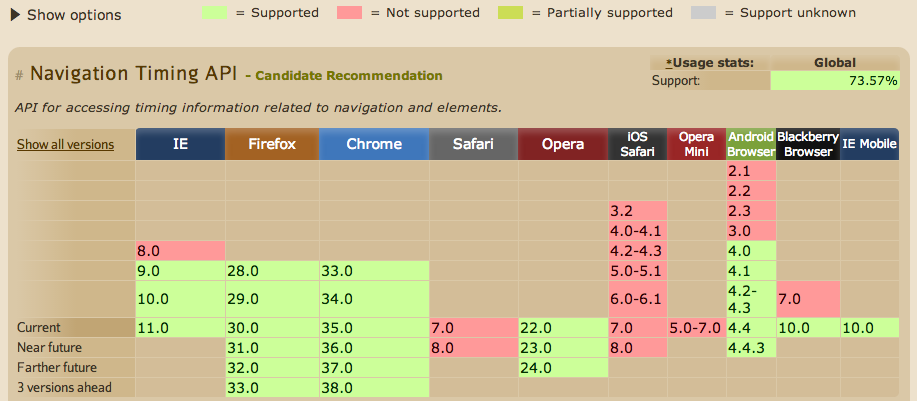 Show options = Supported = Not supported = Partially supported = Support unknown
# Navigation Timing API - Candidate Recommendation
*Usage stats: Global
Support: 73.57%
API for accessing timing information related to navigation and elements.
Show all versions IE Firefox Chrome Safari Opera iOS Safari Opera Mini Android Browser Blackberry Browser IE Mobile
2.1
2.2
3.2 2.3
4.0-4.1 3.0
8.0 4.2-4.3 4.0
9.0 28.0 33.0 5.0-5.1 4.1
10.0 29.0 34.0 6.0-6.1 4.2-4.3 7.0
Current 11.0 30.0 35.0 7.0 22.0 7.0 5.0-7.0 4.4 10.0 10.0
Near future 31.0 36.0 8.0 23.0 8.0 4.4.3
Farther future 32.0 37.0 24.0
3 versions ahead 33.0 38.0